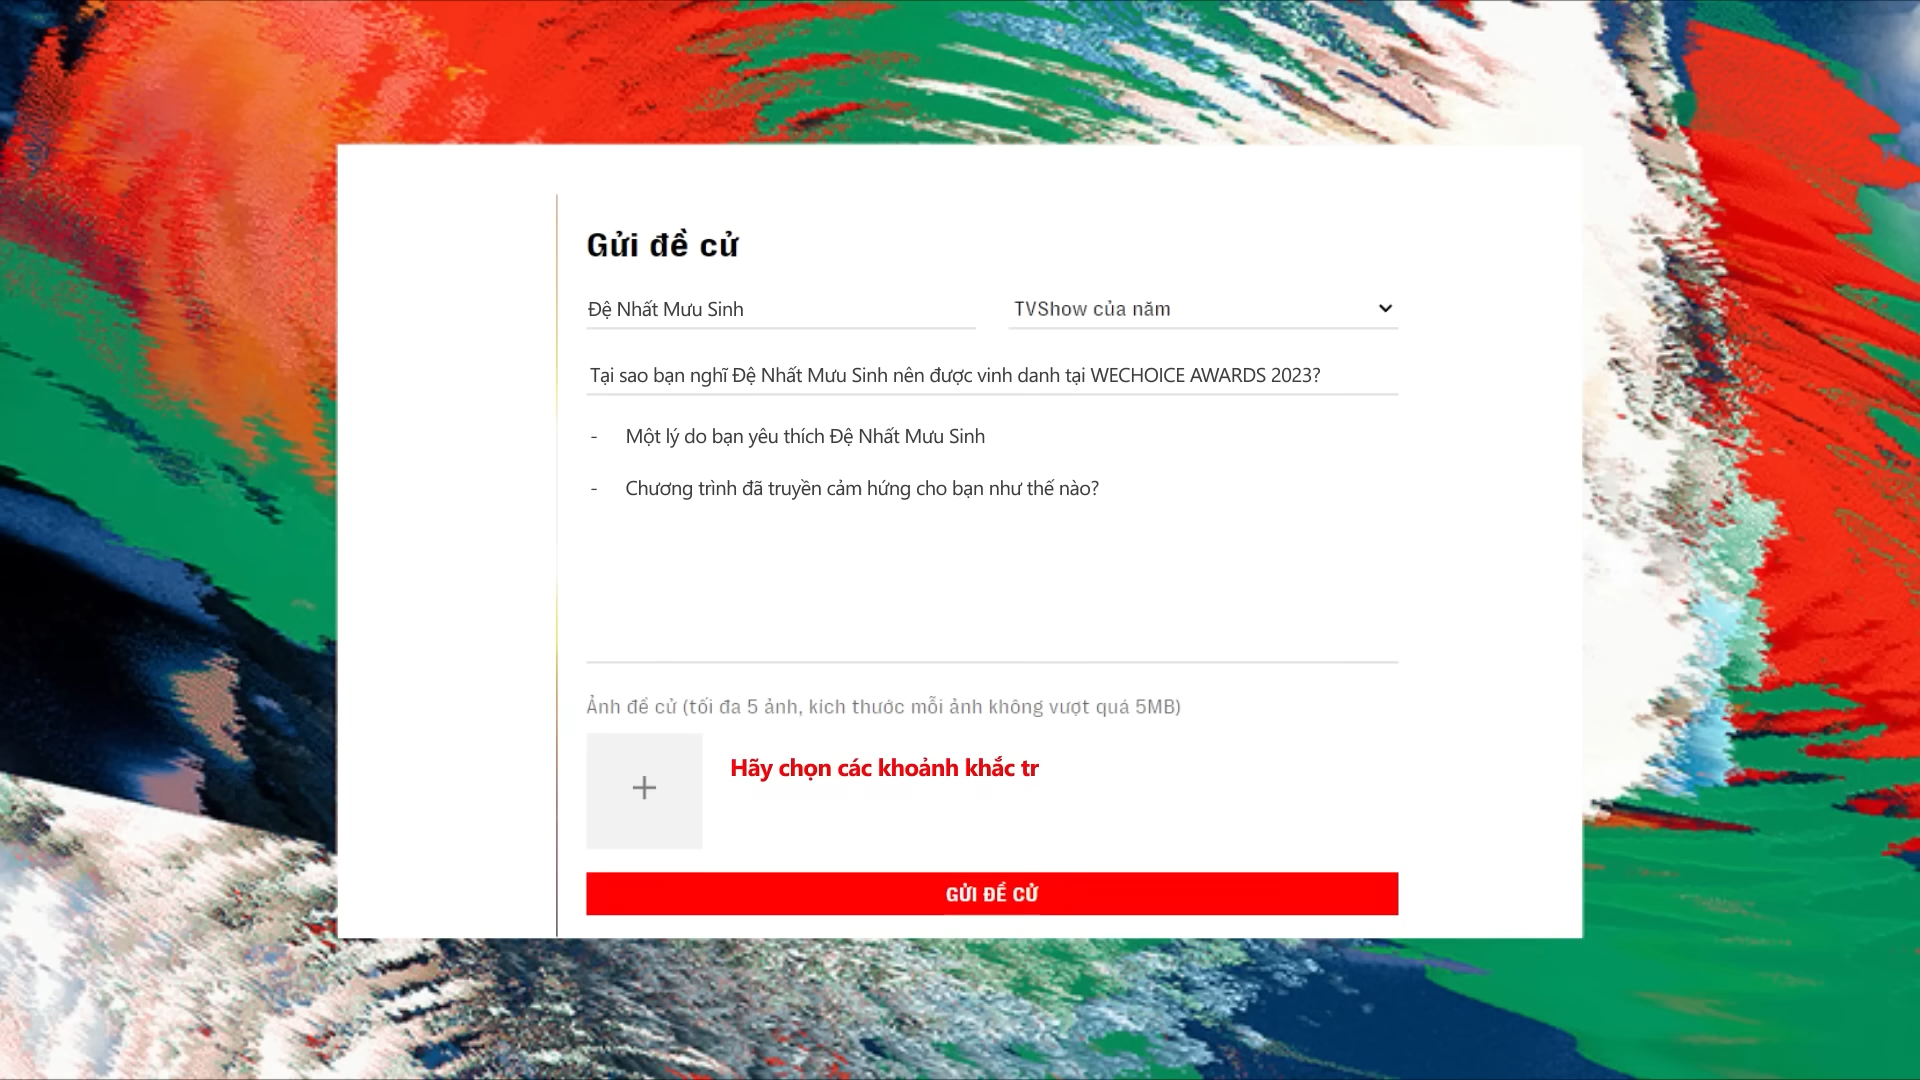 Gửi đề cử
Đệ Nhất Mưu Sinh
TVShow của năm
Tại sao bạn nghĩ Đệ Nhất Mưu Sinh nên được vinh danh tại WECHOICE AWARDS 2023?
- Một lý do bạn yêu thích Đệ Nhất Mưu Sinh
- Chương trình đã truyền cảm hứng cho bạn như thế nào?
Ảnh đề cử (tối đa 5 ảnh, kích thước mỗi ảnh không vượt quá 5MB)
Hãy chọn các khoảnh khắc tr
GỬI ĐỀ CỬ